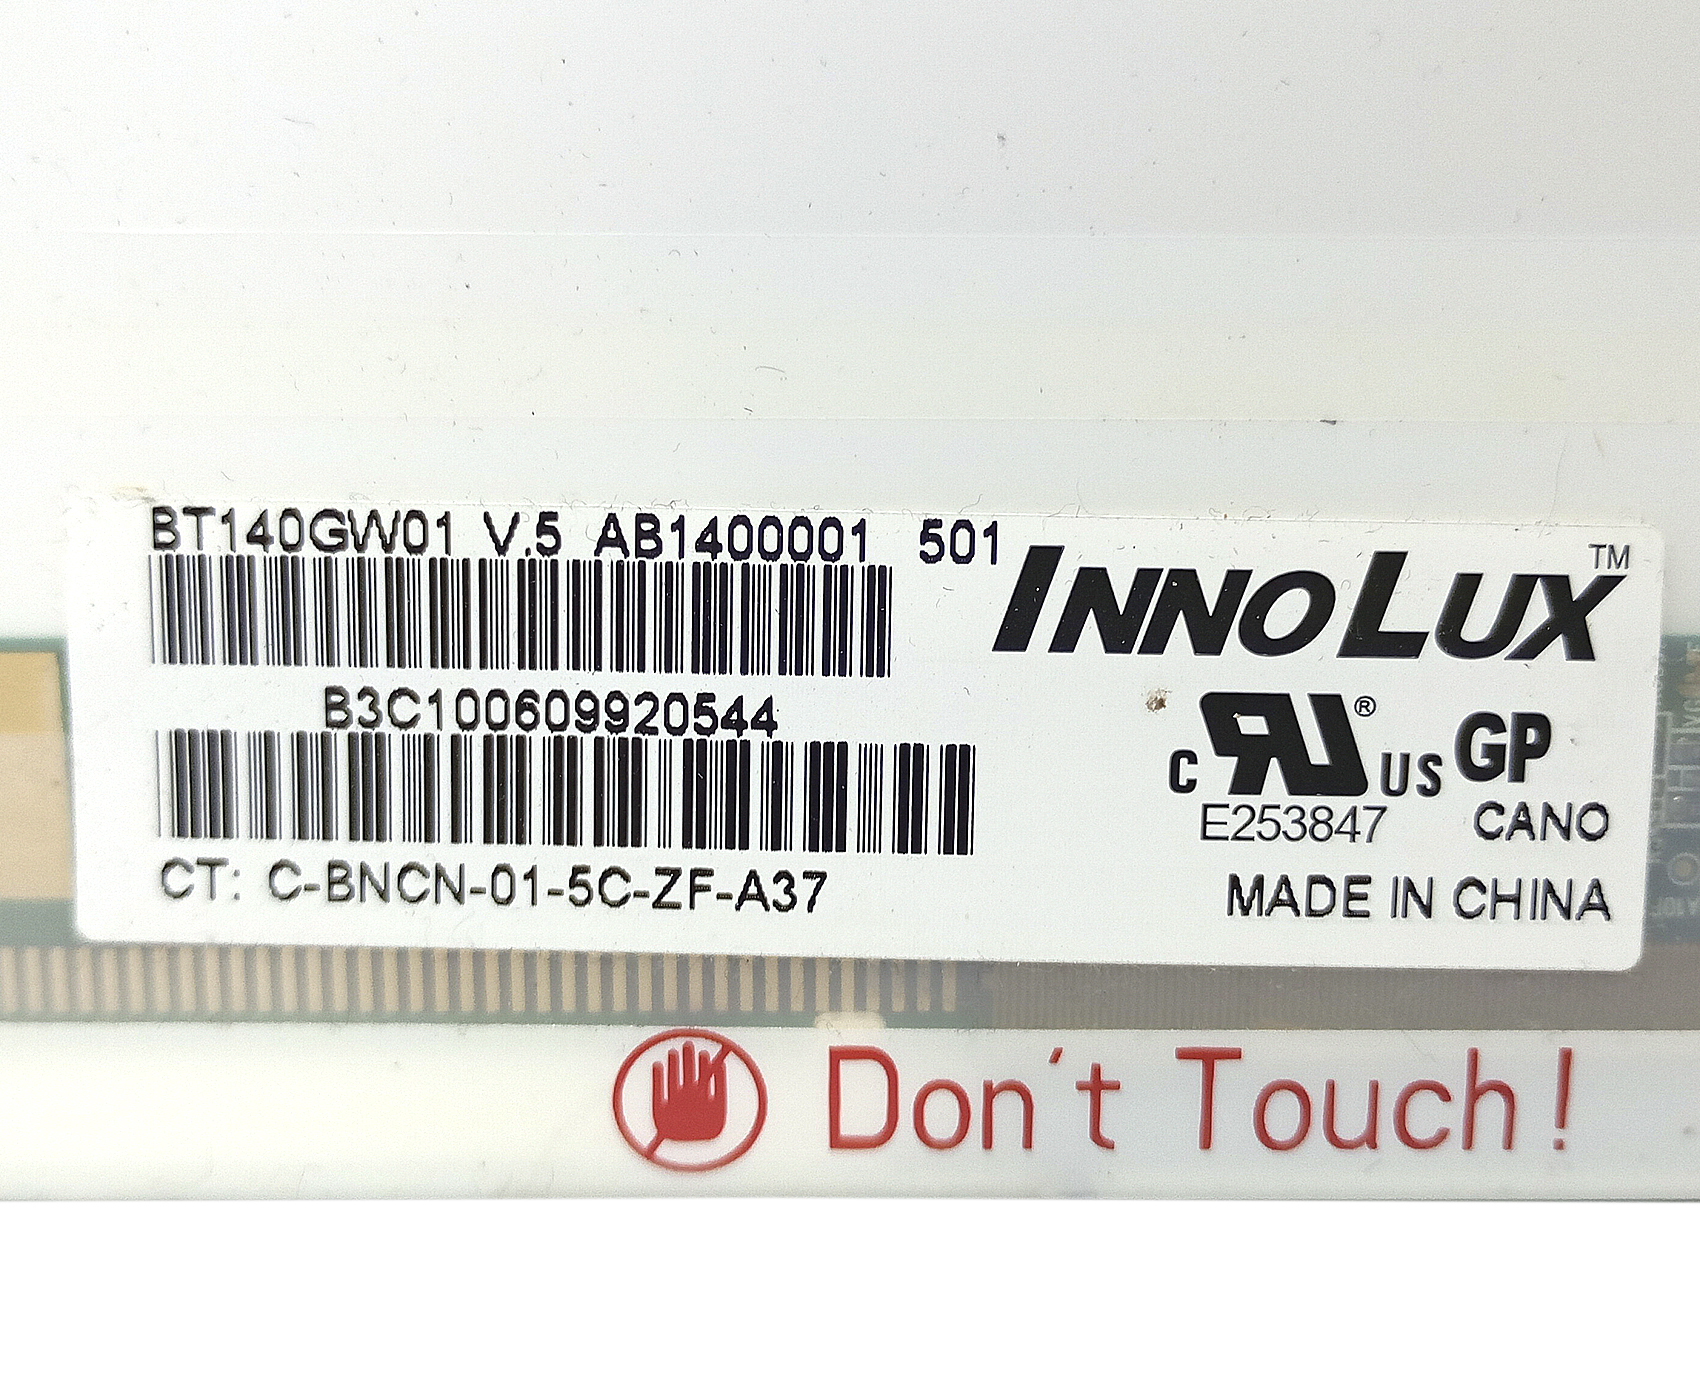 BT140GW01 V.5 AB1400001 501
INNOLUX™
B3C100609920544
c RU® US GP
E253847 CANO
CT: C-BNCN-01-5C-ZF-A37
MADE IN CHINA
Don't Touch!